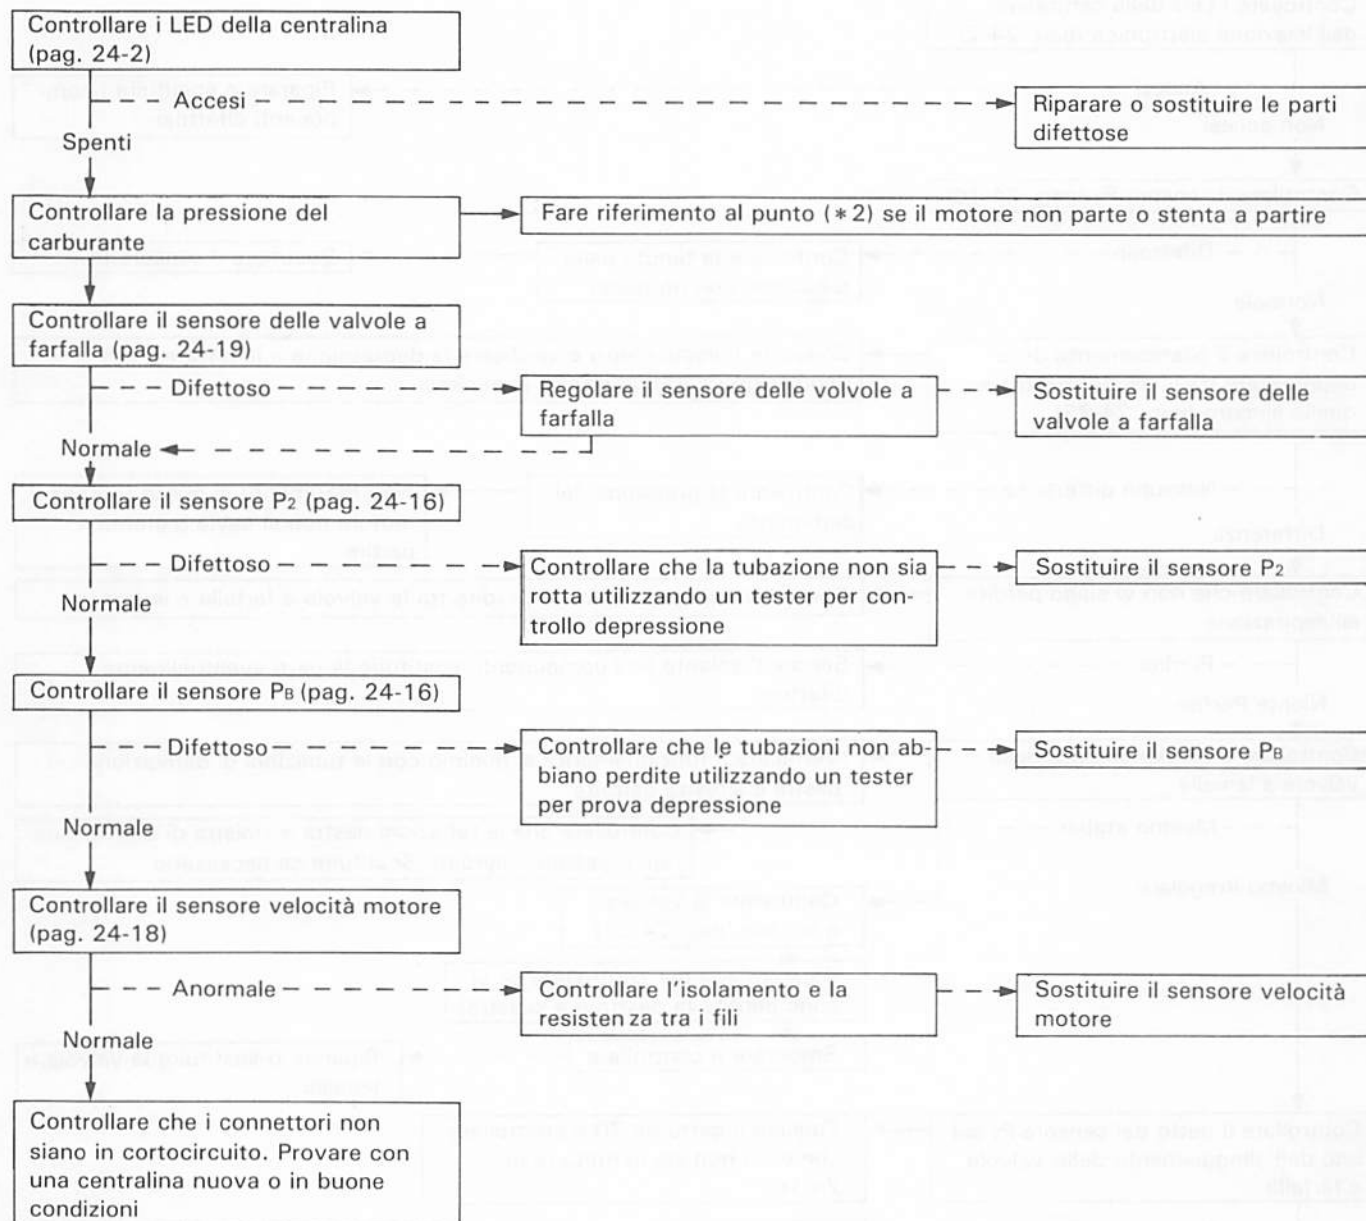 Controllare i LED della centralina
(pag. 24-2)
Accesi
Riparare o sostituire le parti
difettose
Spenti
Controllare la pressione del
carburante
Fare riferimento al punto (*2) se il motore non parte o stenta a partire
Controllare il sensore delle valvole a
farfalla (pag. 24-19)
Difettoso
Regolare il sensore delle volvole a
farfalla
Sostituire il sensore delle
valvole a farfalla
Normale
Controllare il sensore P2 (pag. 24-16)
Difettoso
Controllare che la tubazione non sia
rotta utilizzando un tester per con-
trollo depressione
Sostituire il sensore P2
Normale
Controllare il sensore PB (pag. 24-16)
Difettoso
Controllare che le tubazioni non ab-
biano perdite utilizzando un tester
per prova depressione
Sostituire il sensore PB
Normale
Controllare il sensore velocità motore
(pag. 24-18)
Anormale
Controllare l'isolamento e la
resistenza tra i fili
Sostituire il sensore velocità
motore
Normale
Controllare che i connettori non
siano in cortocircuito. Provare con
una centralina nuova o in buone
condizioni